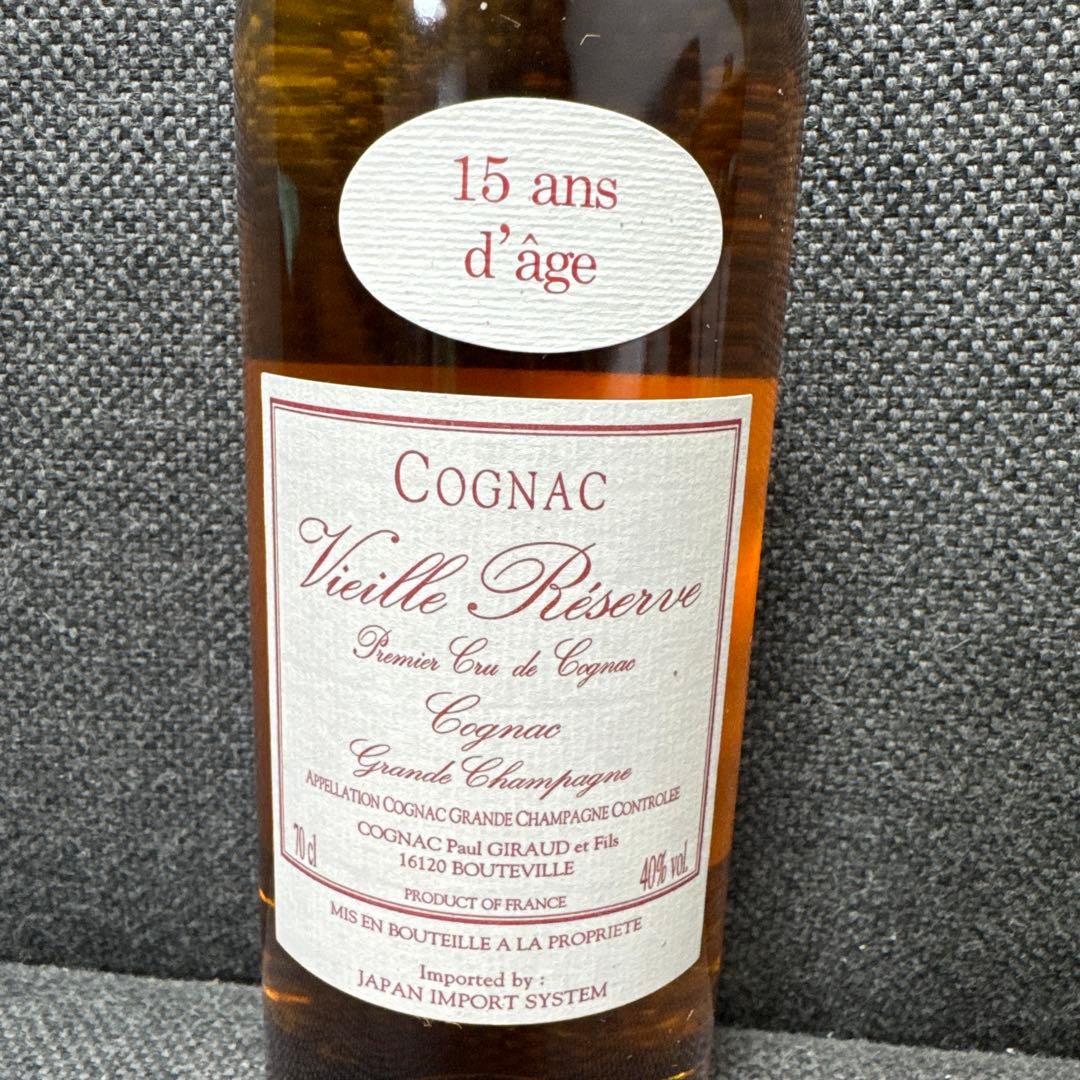 15 ans
d'âge
COGNAC
Vieille Réserve
Premier Cru de Cognac
Cognac
Grande Champagne
APPELLATION COGNAC GRANDE CHAMPAGNE CONTROLEE
COGNAC Paul GIRAUD et Fils
16120 BOUTEVILLE
70 cl
40% vol.
PRODUCT OF FRANCE
MIS EN BOUTEILLE A LA PROPRIETE
Imported by :
JAPAN IMPORT SYSTEM